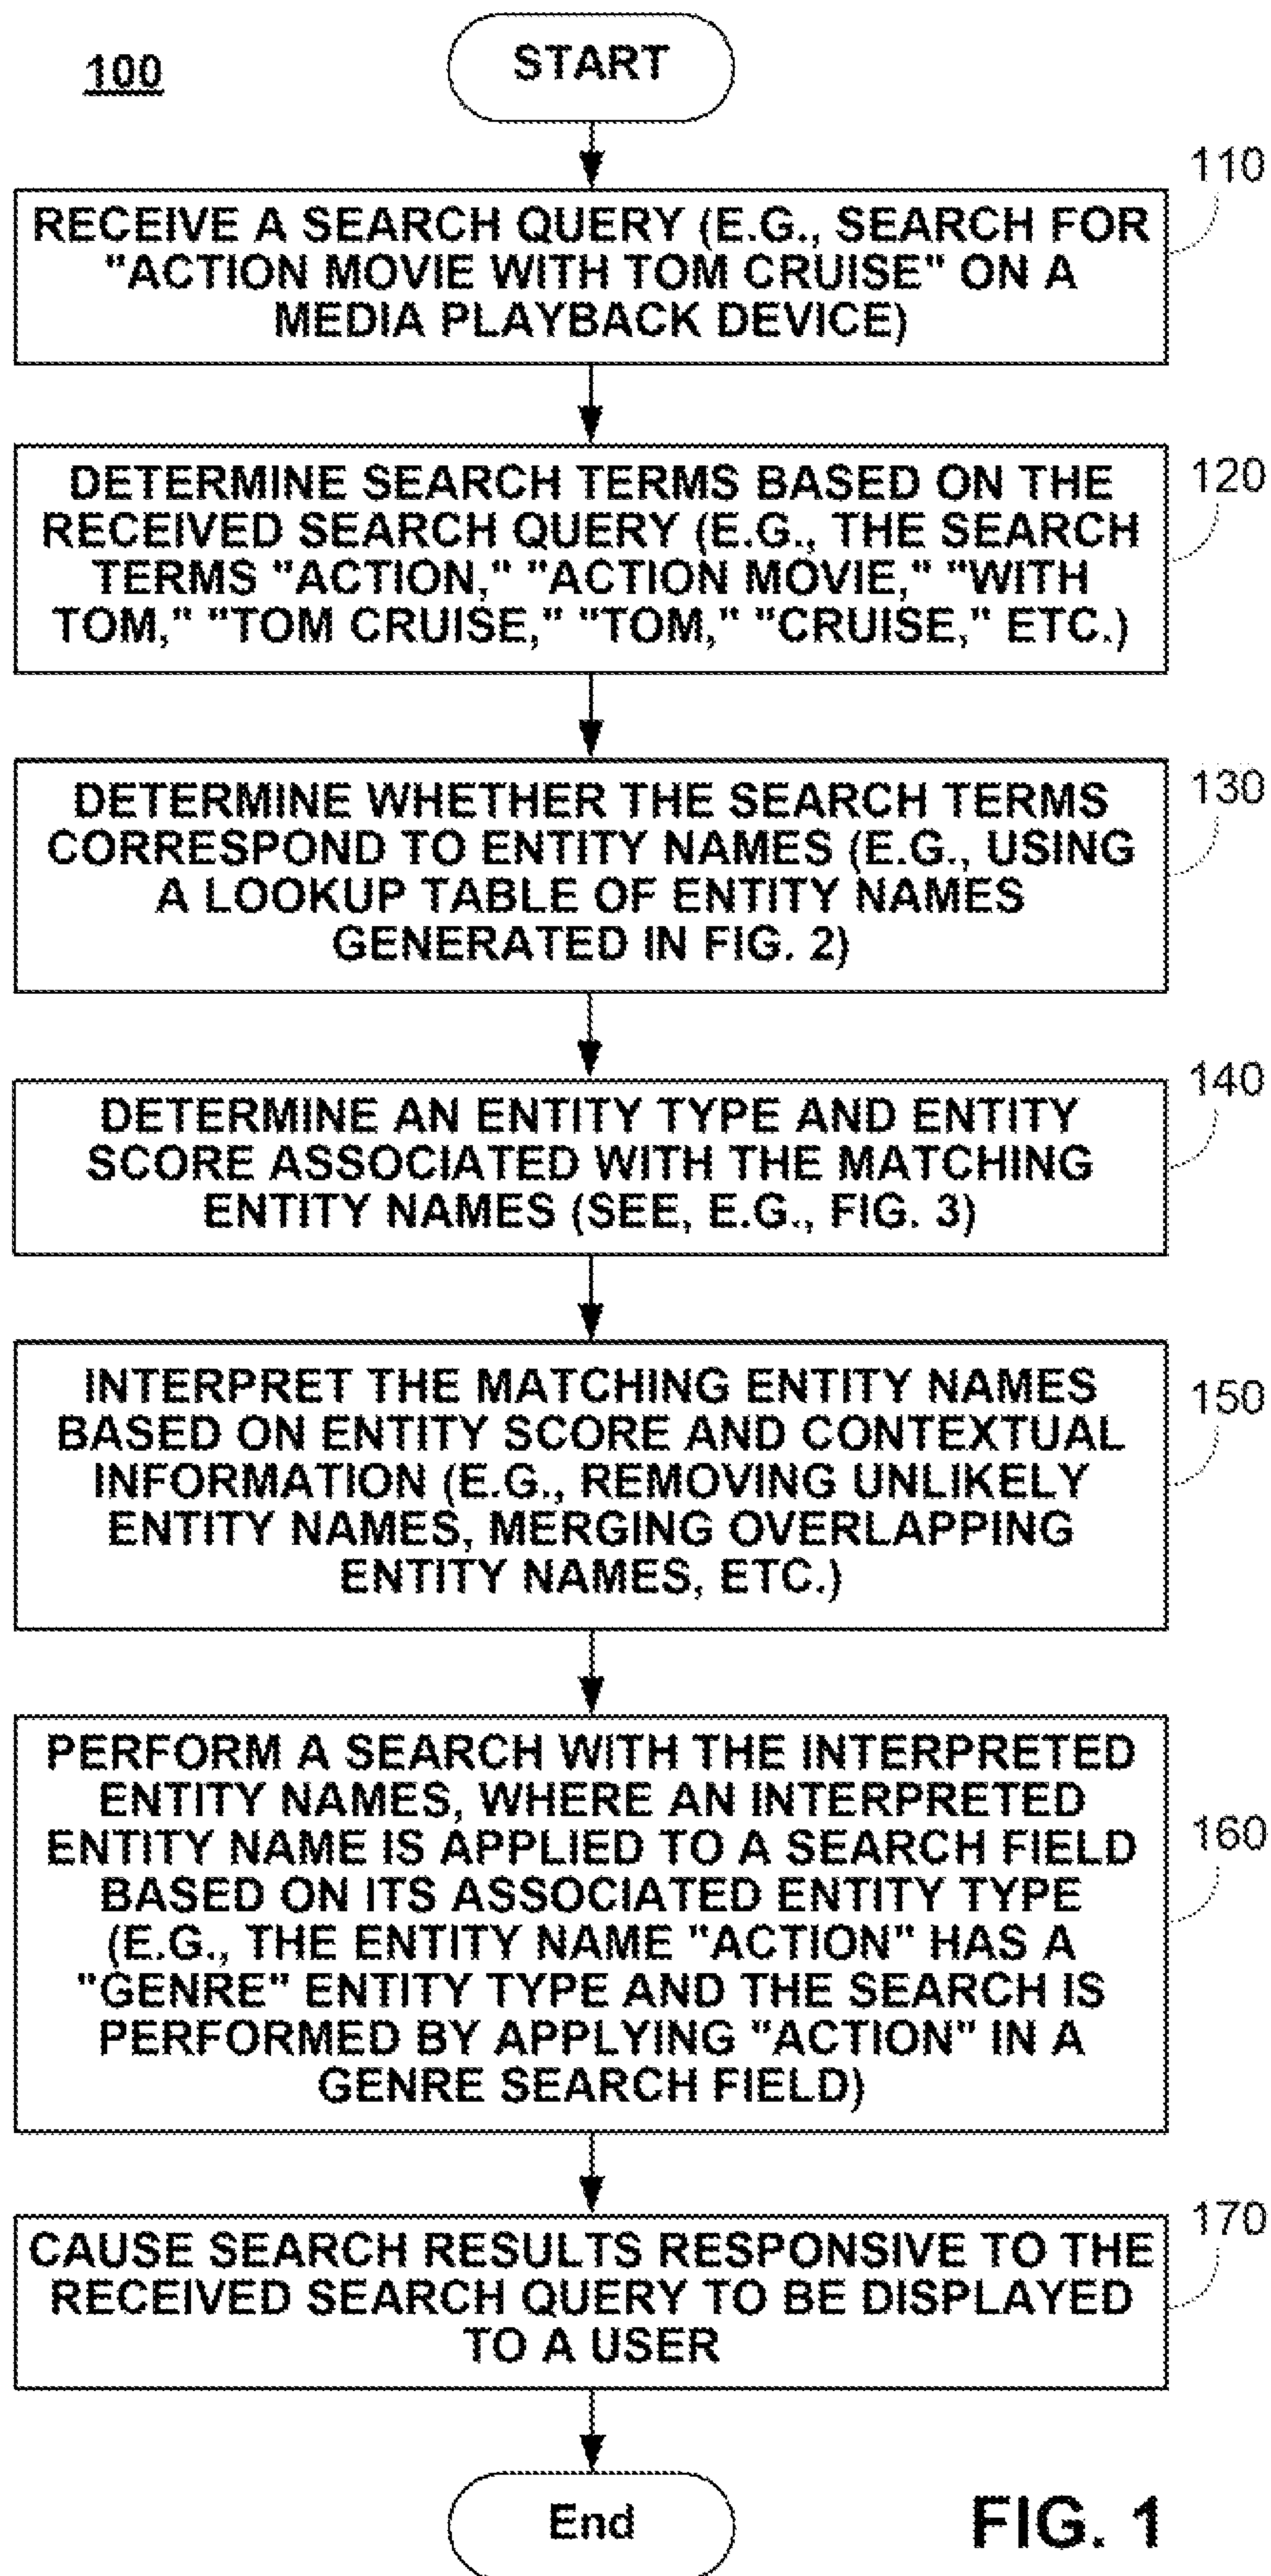 100
START
110
RECEIVE A SEARCH QUERY (E.G., SEARCH FOR
"ACTION MOVIE WITH TOM CRUISE" ON A
MEDIA PLAYBACK DEVICE)
120
DETERMINE SEARCH TERMS BASED ON THE
RECEIVED SEARCH QUERY (E.G., THE SEARCH
TERMS "ACTION," "ACTION MOVIE," "WITH
TOM," "TOM CRUISE," "TOM," "CRUISE," ETC.)
130
DETERMINE WHETHER THE SEARCH TERMS
CORRESPOND TO ENTITY NAMES (E.G., USING
A LOOKUP TABLE OF ENTITY NAMES
GENERATED IN FIG. 2)
140
DETERMINE AN ENTITY TYPE AND ENTITY
SCORE ASSOCIATED WITH THE MATCHING
ENTITY NAMES (SEE, E.G., FIG. 3)
150
INTERPRET THE MATCHING ENTITY NAMES
BASED ON ENTITY SCORE AND CONTEXTUAL
INFORMATION (E.G., REMOVING UNLIKELY
ENTITY NAMES, MERGING OVERLAPPING
ENTITY NAMES, ETC.)
160
PERFORM A SEARCH WITH THE INTERPRETED
ENTITY NAMES, WHERE AN INTERPRETED
ENTITY NAME IS APPLIED TO A SEARCH FIELD
BASED ON ITS ASSOCIATED ENTITY TYPE
(E.G., THE ENTITY NAME "ACTION" HAS A
"GENRE" ENTITY TYPE AND THE SEARCH IS
PERFORMED BY APPLYING "ACTION" IN A
GENRE SEARCH FIELD)
170
CAUSE SEARCH RESULTS RESPONSIVE TO THE
RECEIVED SEARCH QUERY TO BE DISPLAYED
TO A USER
End
FIG. 1